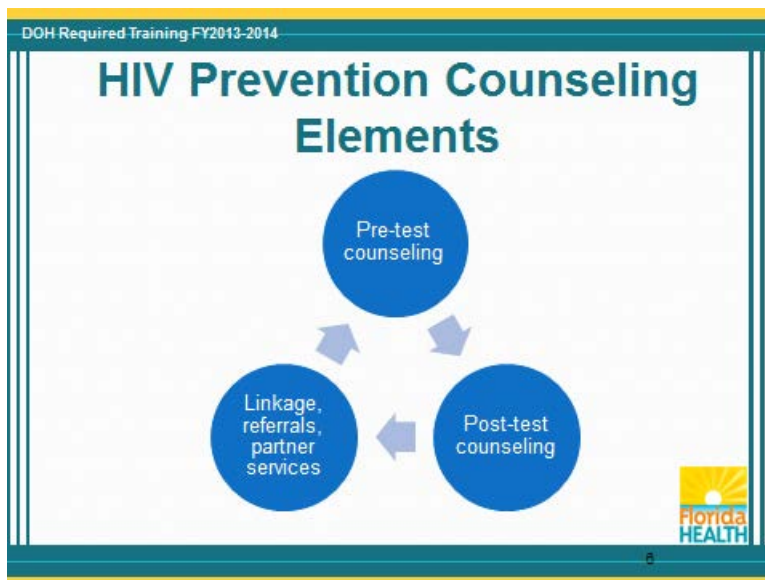 DOH Required Training FY2013-2014
HIV Prevention Counseling
Elements
Pre-test
counseling
Linkage,
referrals,
partner
services
Post-test
counseling
Florida
HEALTH
6